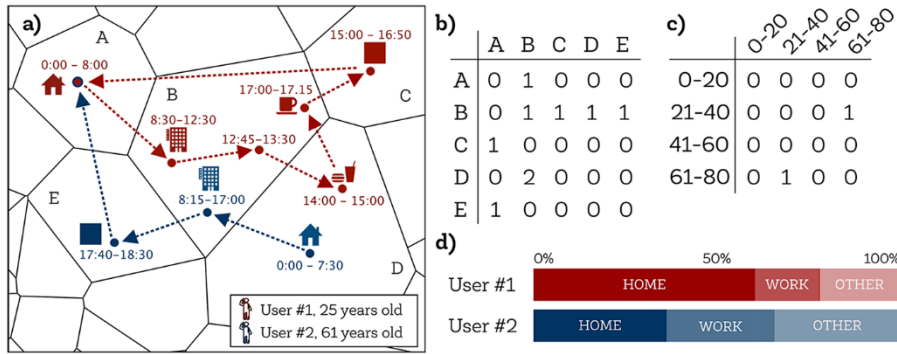 a)
A
0:00 – 8:00
15:00 – 16:50
B
17:00–17.15
C
8:30–12:30
12:45–13:30
E
8:15–17:00
14:00 – 15:00
17:40–18:30
0:00 – 7:30
D
User #1, 25 years old
User #2, 61 years old
b)
A B C D E
A 0 1 0 0 0
B 0 1 1 1 1
C 1 0 0 0 0
D 0 2 0 0 0
E 1 0 0 0 0
c)
0-20 21-40 41-60 61-80
0-20 0 0 0 0
21-40 0 0 0 1
41-60 0 0 0 0
61-80 0 1 0 0
d)
0% 50% 100%
User #1 HOME WORK OTHER
User #2 HOME WORK OTHER